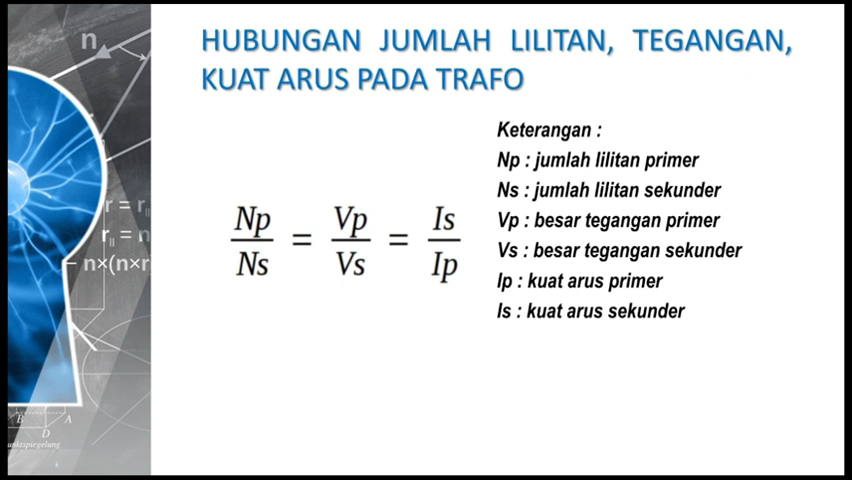 HUBUNGAN JUMLAH LILITAN, TEGANGAN,
KUAT ARUS PADA TRAFO
Keterangan :
Np : jumlah lilitan primer
Ns : jumlah lilitan sekunder
Vp : besar tegangan primer
Vs : besar tegangan sekunder
Ip : kuat arus primer
Is : kuat arus sekunder
Np/Ns = Vp/Vs = Is/Ip
n
n×(n×r
B A
D